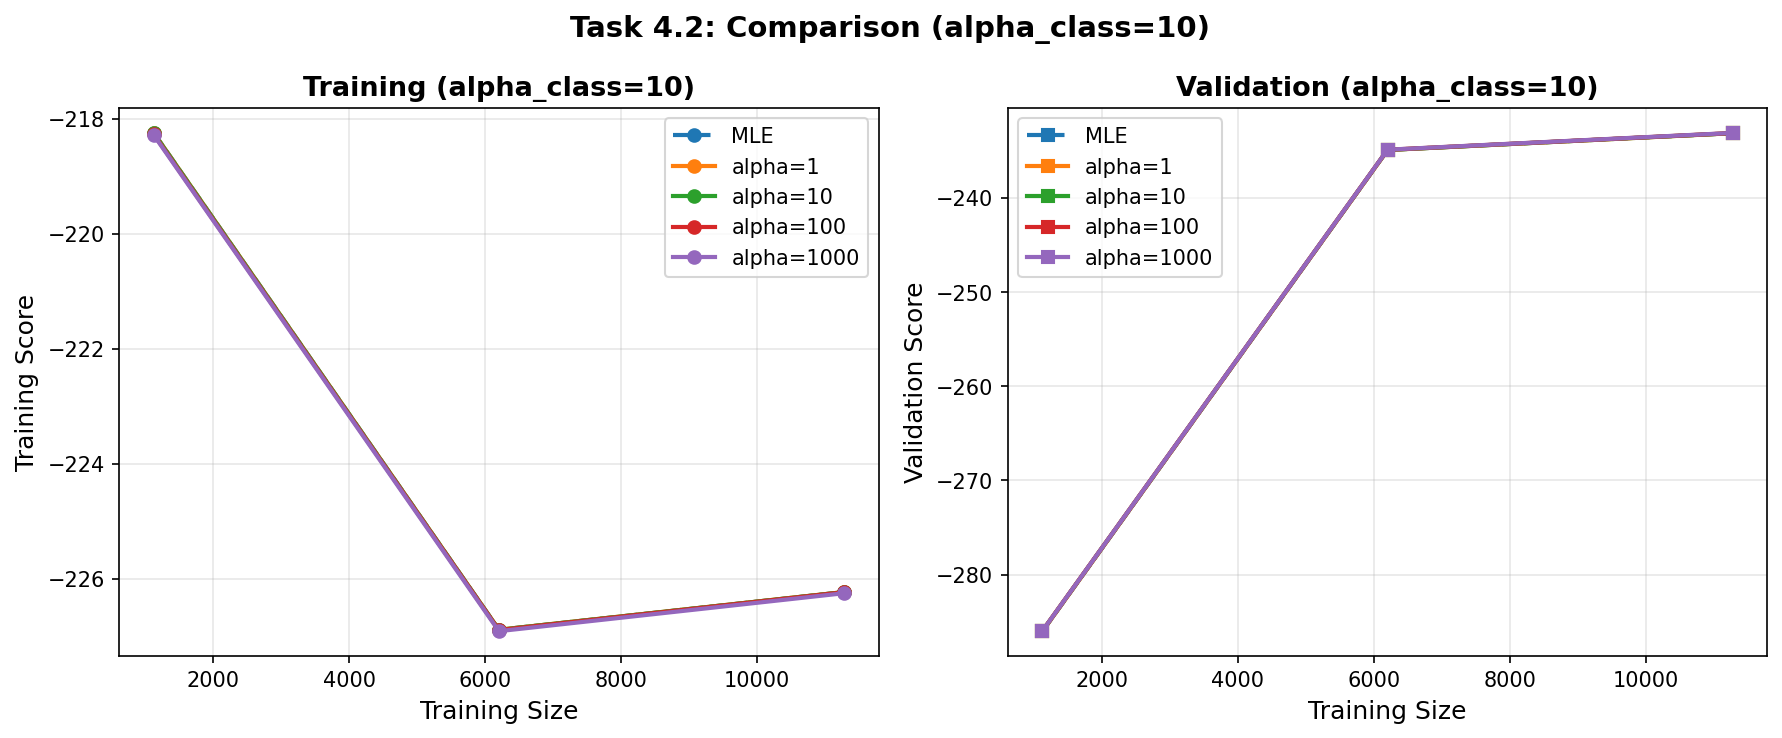 Task 4.2: Comparison (alpha_class=10)
Training (alpha_class=10)
−218
−220
−222
−224
−226
Training Score
2000
4000
6000
8000
10000
Training Size
MLE
alpha=1
alpha=10
alpha=100
alpha=1000
Validation (alpha_class=10)
−240
−250
−260
−270
−280
Validation Score
2000
4000
6000
8000
10000
Training Size
MLE
alpha=1
alpha=10
alpha=100
alpha=1000